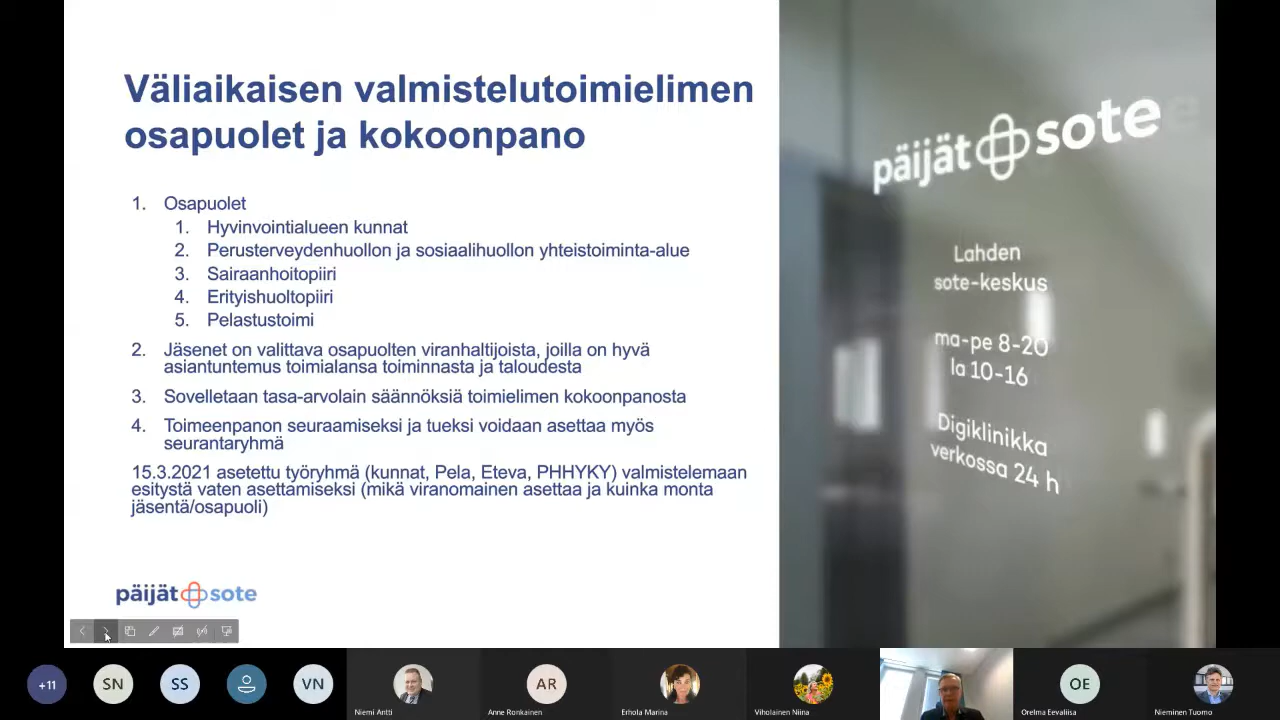 Väliaikaisen valmistelutoimielimen
osapuolet ja kokoonpano
1. Osapuolet
1. Hyvinvointialueen kunnat
2. Perusterveydenhuollon ja sosiaalihuollon yhteistoiminta-alue
3. Sairaanhoitopiiri
4. Erityishuoltopiiri
5. Pelastustoimi
2. Jäsenet on valittava osapuolten viranhaltijoista, joilla on hyvä
asiantuntemus toimialansa toiminnasta ja taloudesta
3. Sovelletaan tasa-arvolain säännöksiä toimielimen kokoonpanosta
4. Toimeenpanon seuraamiseksi ja tueksi voidaan asettaa myös
seurantaryhmä
15.3.2021 asetettu työryhmä (kunnat, Pela, Eteva, PHHYKY) valmistelemaan
esitystä vaten asettamiseksi (mikä viranomainen asettaa ja kuinka monta
jäsentä/osapuoli)
päijät sote
päijät sote
Lahden
sote-keskus
ma-pe 8-20
la 10-16
Digiklinikka
verkossa 24 h
+11
SN
SS
VN
Niemi Antti
AR
Anne Ronkainen
Erhola Marina
Viholainen Niina
OE
Orelma Eevaliisa
Nieminen Tuomo